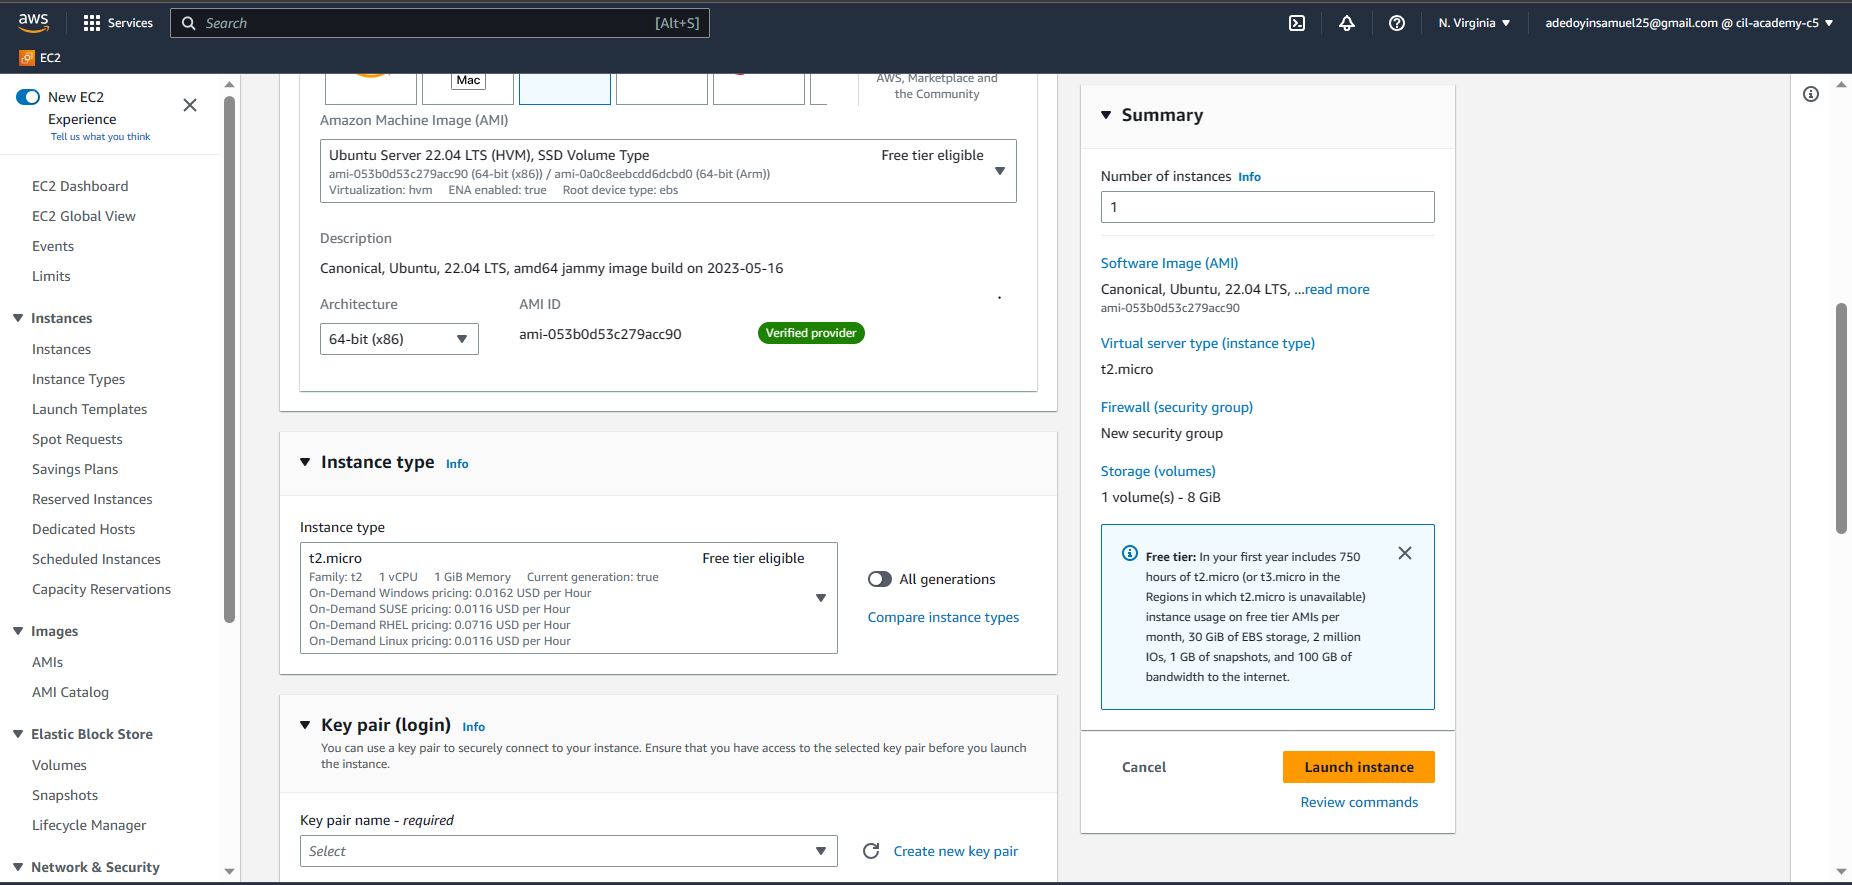 aws
Services
Search
[Alt+S]
N. Virginia
adedoyinsamuel25@gmail.com @ cil-academy-c5
EC2
New EC2
Experience
Tell us what you think
EC2 Dashboard
EC2 Global View
Events
Limits
Instances
Instances
Instance Types
Launch Templates
Spot Requests
Savings Plans
Reserved Instances
Dedicated Hosts
Scheduled Instances
Capacity Reservations
Images
AMIs
AMI Catalog
Elastic Block Store
Volumes
Snapshots
Lifecycle Manager
Network & Security
Mac
AWS, Marketplace and
the Community
Amazon Machine Image (AMI)
Ubuntu Server 22.04 LTS (HVM), SSD Volume Type
Free tier eligible
ami-053b0d53c279acc90 (64-bit (x86)) / ami-0a0c8eebcdd6dcbd0 (64-bit (Arm))
Virtualization: hvm ENA enabled: true Root device type: ebs
Description
Canonical, Ubuntu, 22.04 LTS, amd64 jammy image build on 2023-05-16
Architecture
AMI ID
64-bit (x86)
ami-053b0d53c279acc90
Verified provider
Instance type Info
Instance type
t2.micro
Free tier eligible
Family: t2 1 vCPU 1 GiB Memory Current generation: true
On-Demand Windows pricing: 0.0162 USD per Hour
On-Demand SUSE pricing: 0.0116 USD per Hour
On-Demand RHEL pricing: 0.0716 USD per Hour
On-Demand Linux pricing: 0.0116 USD per Hour
All generations
Compare instance types
Key pair (login) Info
You can use a key pair to securely connect to your instance. Ensure that you have access to the selected key pair before you launch
the instance.
Key pair name - required
Select
Create new key pair
Summary
Number of instances Info
1
Software Image (AMI)
Canonical, Ubuntu, 22.04 LTS, ...read more
ami-053b0d53c279acc90
Virtual server type (instance type)
t2.micro
Firewall (security group)
New security group
Storage (volumes)
1 volume(s) - 8 GiB
Free tier: In your first year includes 750
hours of t2.micro (or t3.micro in the
Regions in which t2.micro is unavailable)
instance usage on free tier AMIs per
month, 30 GiB of EBS storage, 2 million
IOs, 1 GB of snapshots, and 100 GB of
bandwidth to the internet.
Cancel
Launch instance
Review commands